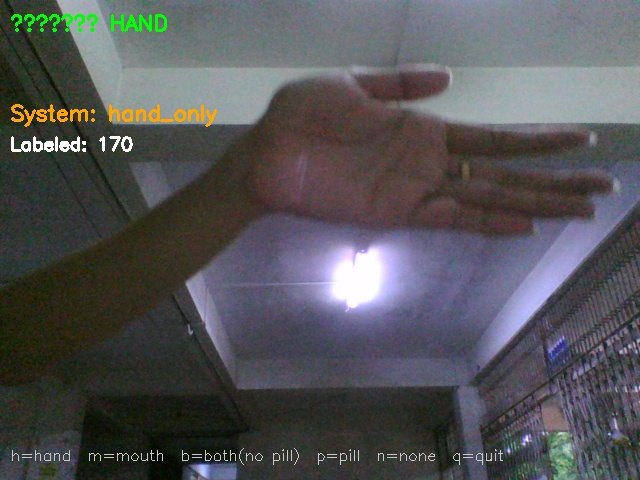 ??????? HAND
System: hand_only
Labeled: 170
h=hand m=mouth b=both(no pill) p=pill n=none q=quit